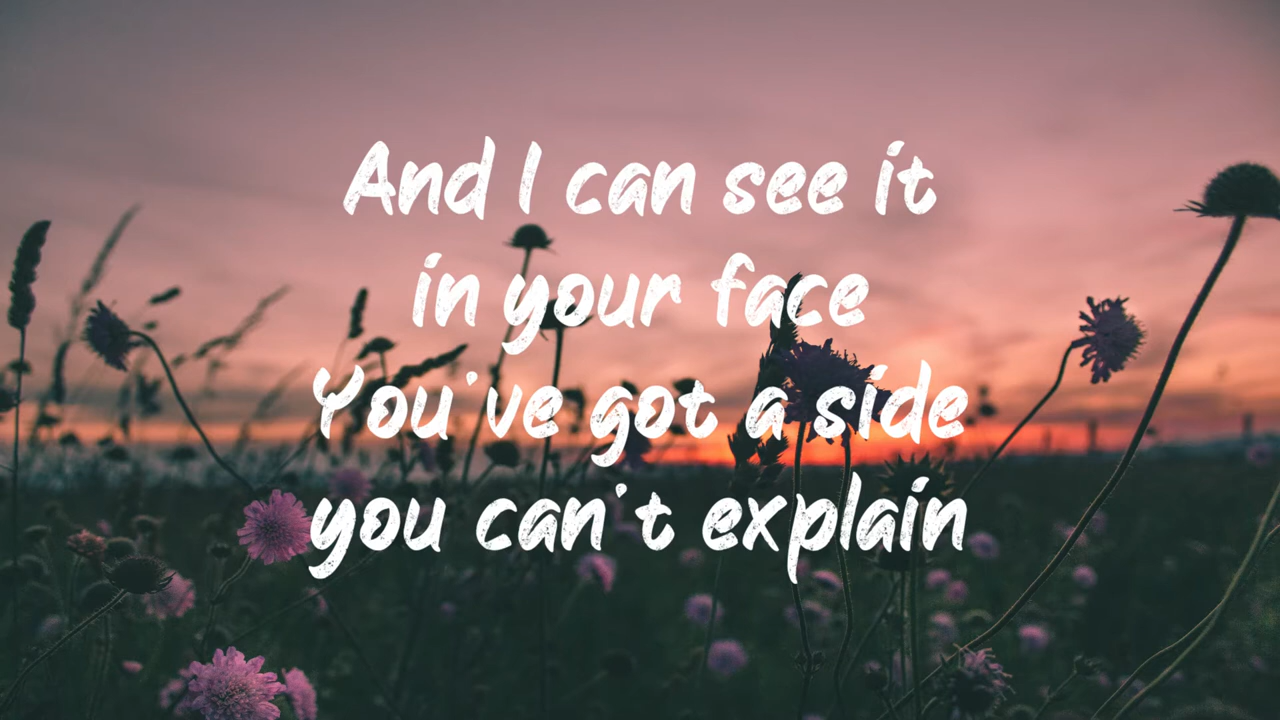 And I can see it
in your face
You've got a side
you can't explain